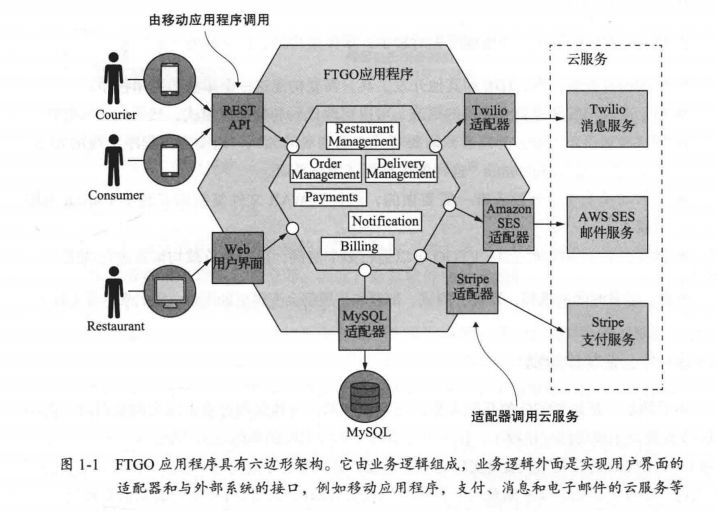 由移动应用程序调用
FTGO应用程序
云服务
Courier
REST
API
Twilio
适配器
Twilio
消息服务
Restaurant
Management
Order
Management
Delivery
Management
Consumer
Payments
Notification
Amazon
SES
适配器
AWS SES
邮件服务
Web
用户界面
Billing
Stripe
适配器
Restaurant
MySQL
适配器
Stripe
支付服务
MySQL
适配器调用云服务
图 1-1 FTGO 应用程序具有六边形架构。它由业务逻辑组成，业务逻辑外面是实现用户界面的
适配器和与外部系统的接口，例如移动应用程序，支付、消息和电子邮件的云服务等